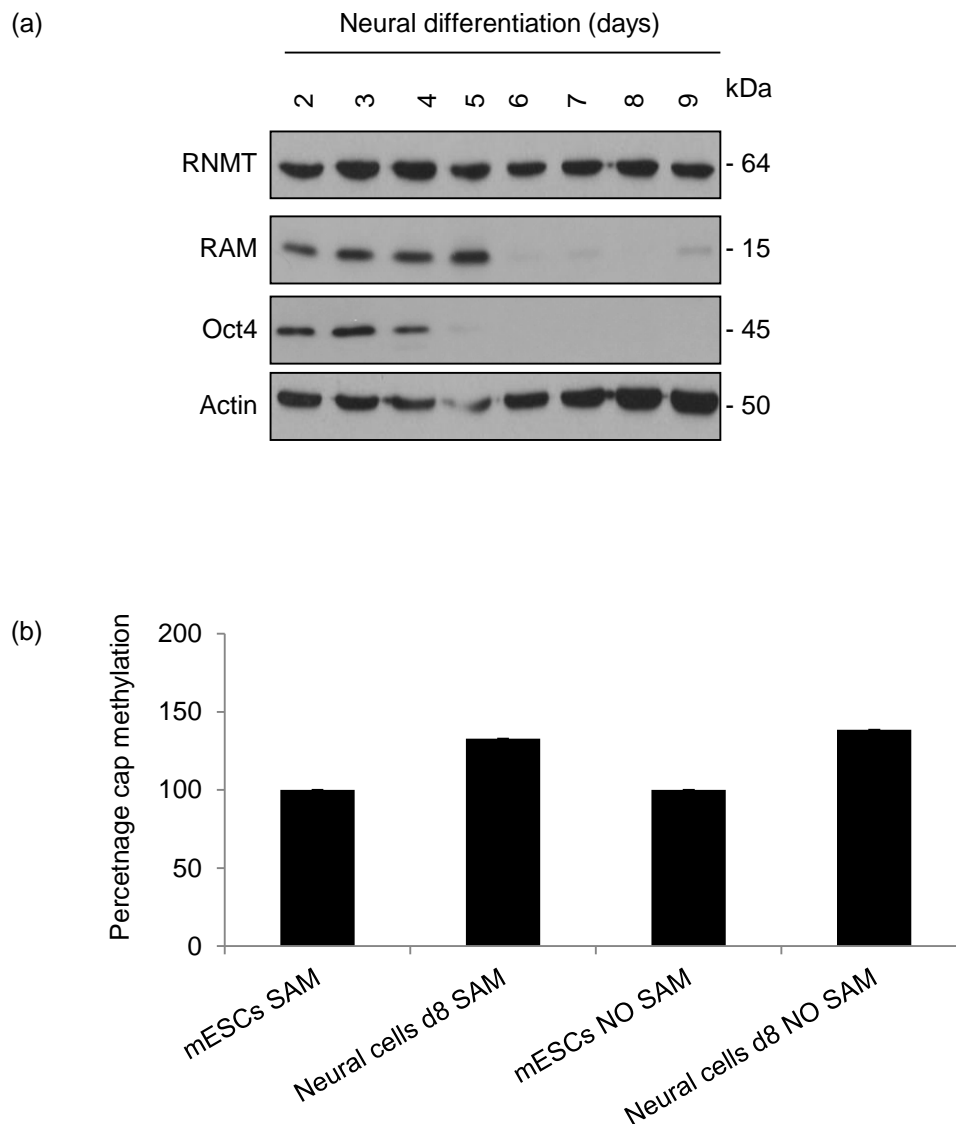 (a)
Neural differentiation (days)
2 3 4 5 6 7 8 9 kDa
RNMT - 64
RAM - 15
Oct4 - 45
Actin - 50
(b)
Percetnage cap methylation
200
150
100
50
0
mESCs SAM
Neural cells d8 SAM
mESCs NO SAM
Neural cells d8 NO SAM